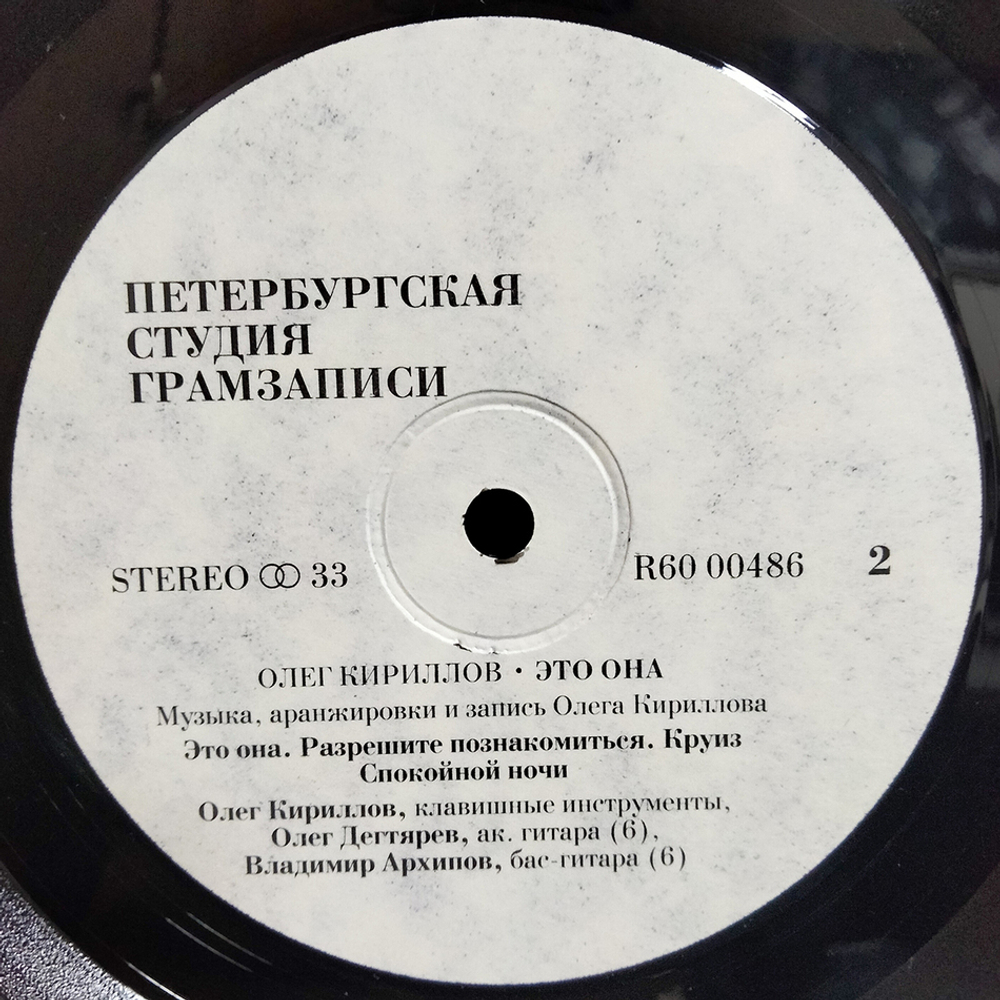 ПЕТЕРБУРГСКАЯ
СТУДИЯ
ГРАМЗАПИСИ
STEREO 33
R60 00486 2
ОЛЕГ КИРИЛЛОВ · ЭТО ОНА
Музыка, аранжировки и запись Олега Кириллова
Это она. Разрешите познакомиться. Круиз
Спокойной ночи
Олег Кириллов, клавишные инструменты,
Олег Дегтярев, ак. гитара (6),
Владимир Архипов, бас-гитара (6)